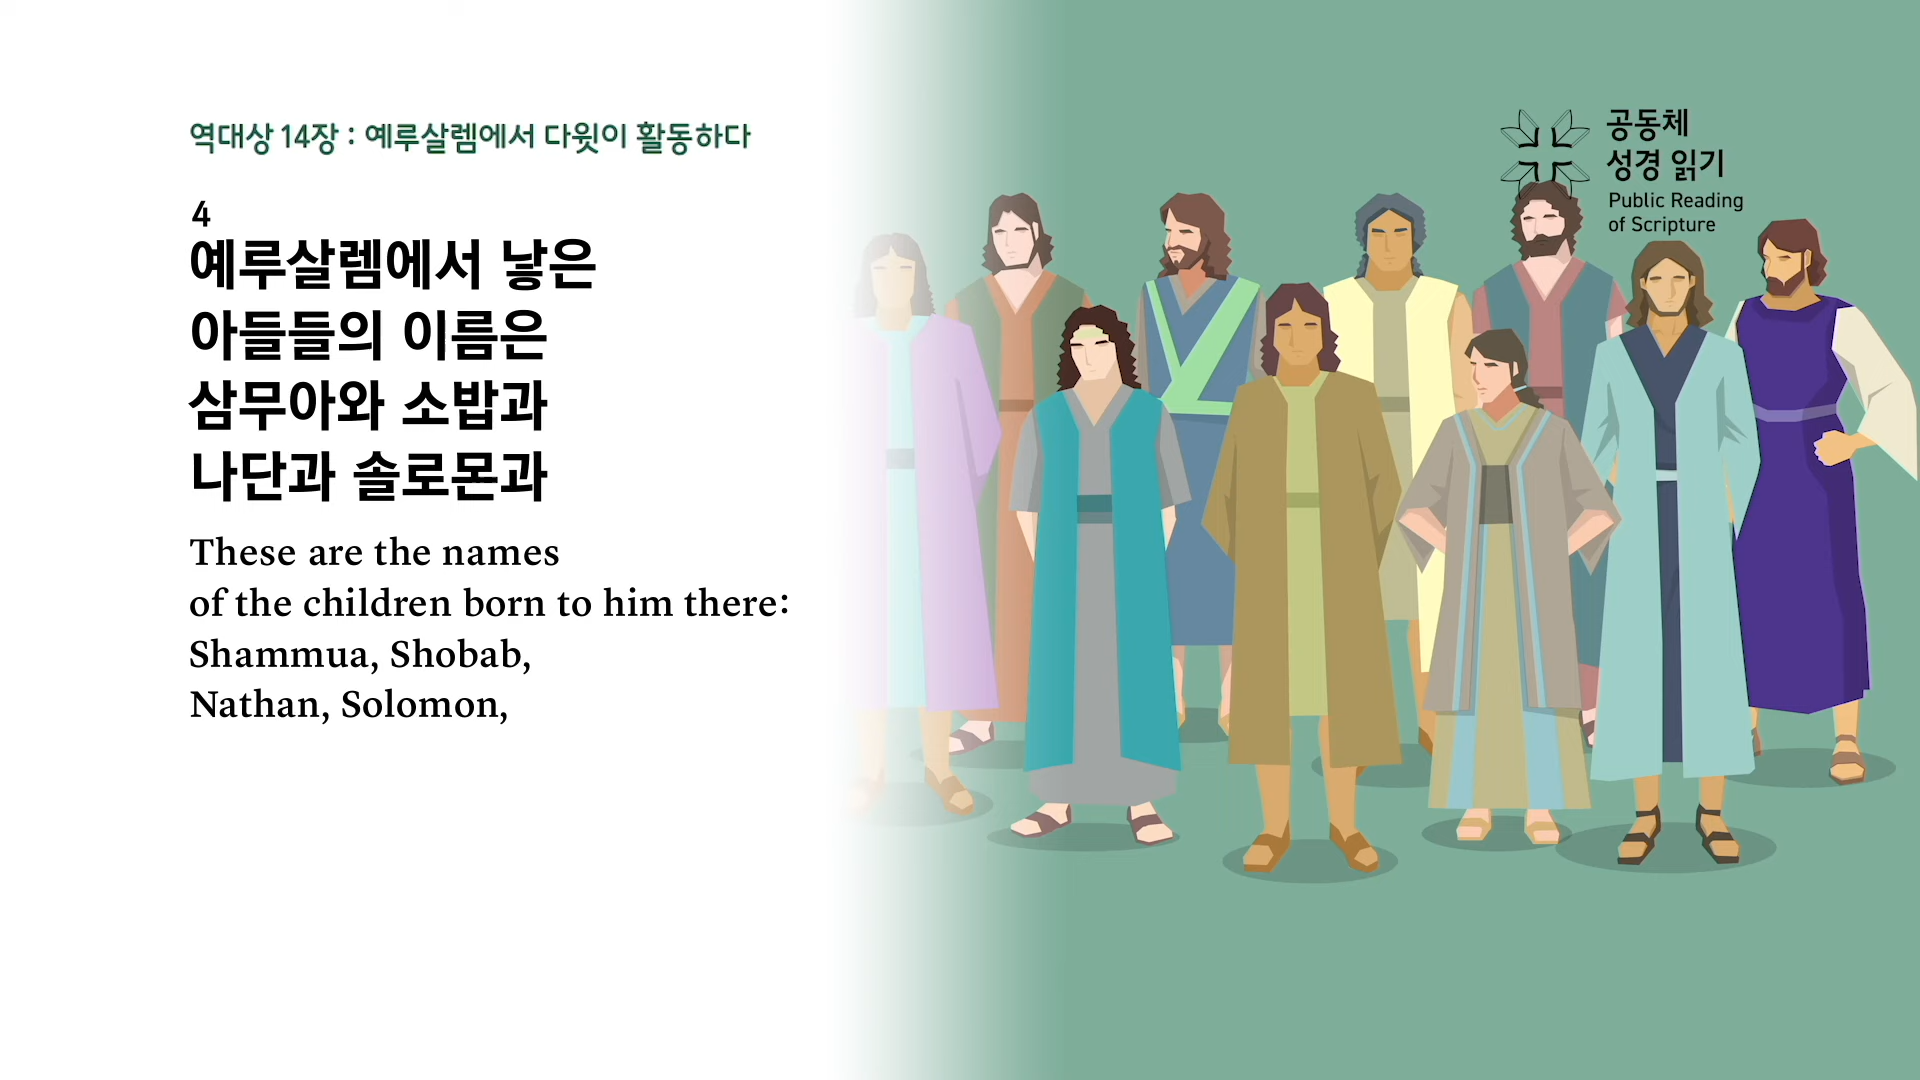 역대상 14장 : 예루살렘에서 다윗이 활동하다
4
예루살렘에서 낳은
아들들의 이름은
삼무아와 소밥과
나단과 솔로몬과
These are the names
of the children born to him there:
Shammua, Shobab,
Nathan, Solomon,
공동체
성경 읽기
Public Reading
of Scripture